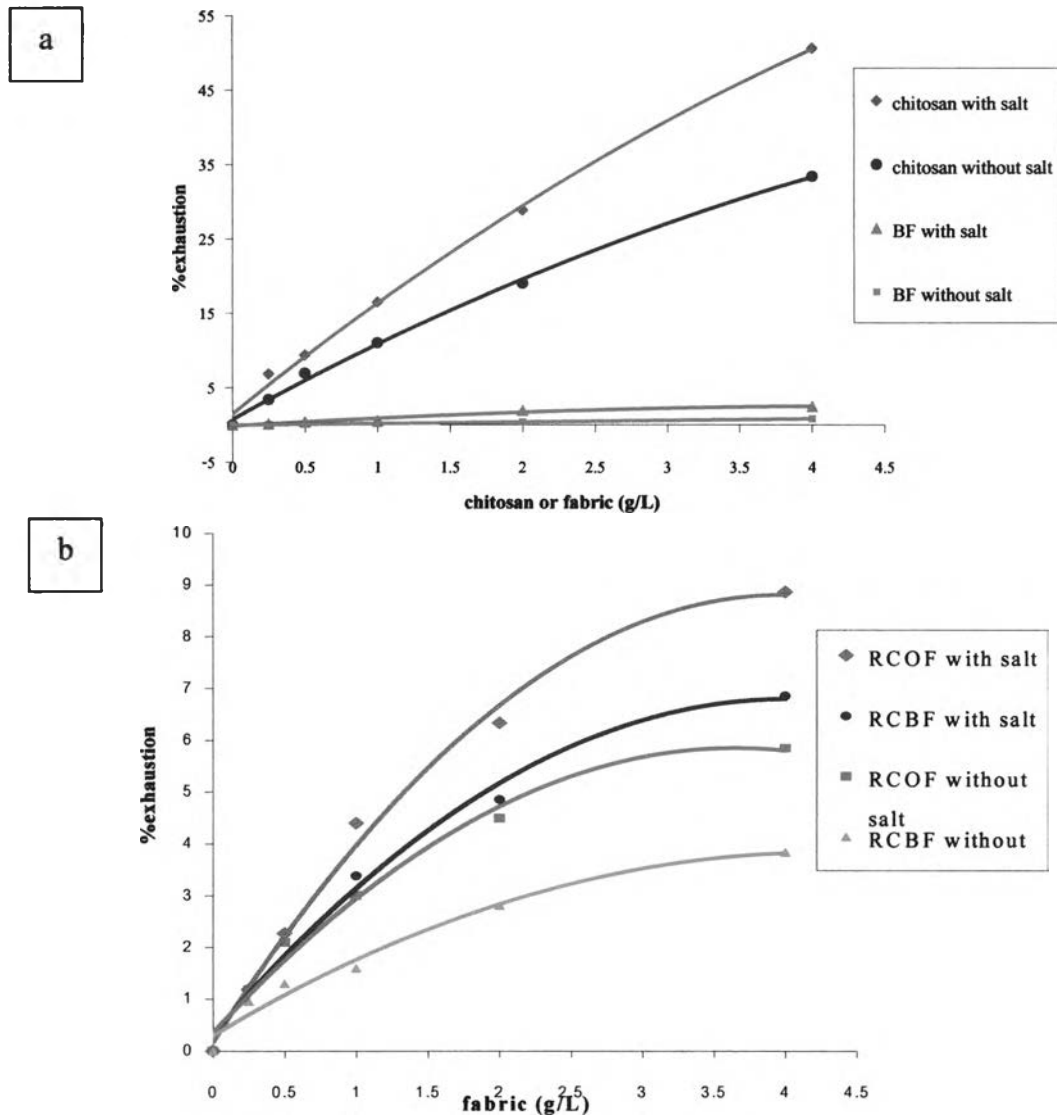 a
55
45
35
25
15
5
-5
%exhaustion
0 0.5 1 1.5 2 2.5 3 3.5 4 4.5
chitosan or fabric (g/L)
chitosan with salt
chitosan without salt
BF with salt
BF without salt
b
10
9
8
7
6
5
4
3
2
1
0
%exhaustion
0 0.5 1 1.5 2 2.5 3 3.5 4 4.5
fabric (g/L)
RCOF with salt
RCBF with salt
RCOF without
salt
RCBF without